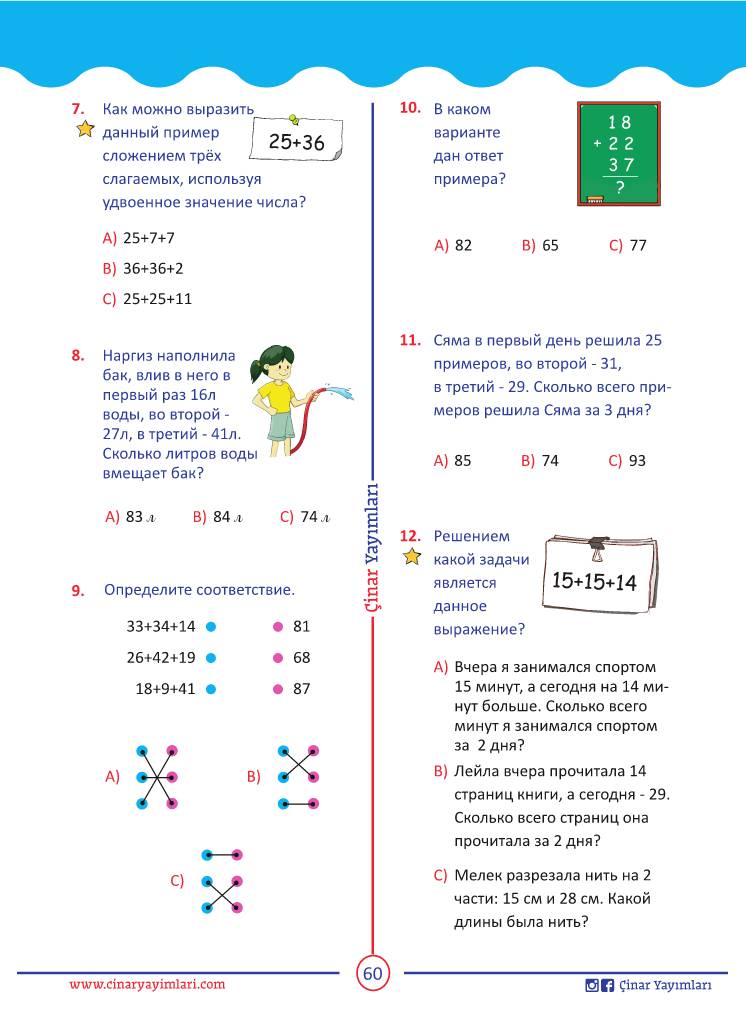 7.
Как можно выразить
данный пример
сложением трёх
слагаемых, используя
удвоенное значение числа?
25+36
A) 25+7+7
B) 36+36+2
C) 25+25+11
8.
Наргиз наполнила
бак, влив в него в
первый раз 16л
воды, во второй -
27л, в третий - 41л.
Сколько литров воды
вмещает бак?
A) 83 л B) 84 л C) 74 л
9.
Определите соответствие.
33+34+14 81
26+42+19 68
18+9+41 87
A) B)
C)
Çinar Yayımları
10.
В каком
варианте
дан ответ
примера?
18
+ 22
37
?
A) 82 B) 65 C) 77
11.
Сяма в первый день решила 25
примеров, во второй - 31,
в третий - 29. Сколько всего при-
меров решила Сяма за 3 дня?
A) 85 B) 74 C) 93
12.
Решением
какой задачи
является
данное
выражение?
15+15+14
A) Вчера я занимался спортом
15 минут, а сегодня на 14 ми-
нут больше. Сколько всего
минут я занимался спортом
за 2 дня?
B) Лейла вчера прочитала 14
страниц книги, а сегодня - 29.
Сколько всего страниц она
прочитала за 2 дня?
C) Мелек разрезала нить на 2
части: 15 см и 28 см. Какой
длины была нить?
www.cinaryayimlari.com
60
Çinar Yayımları